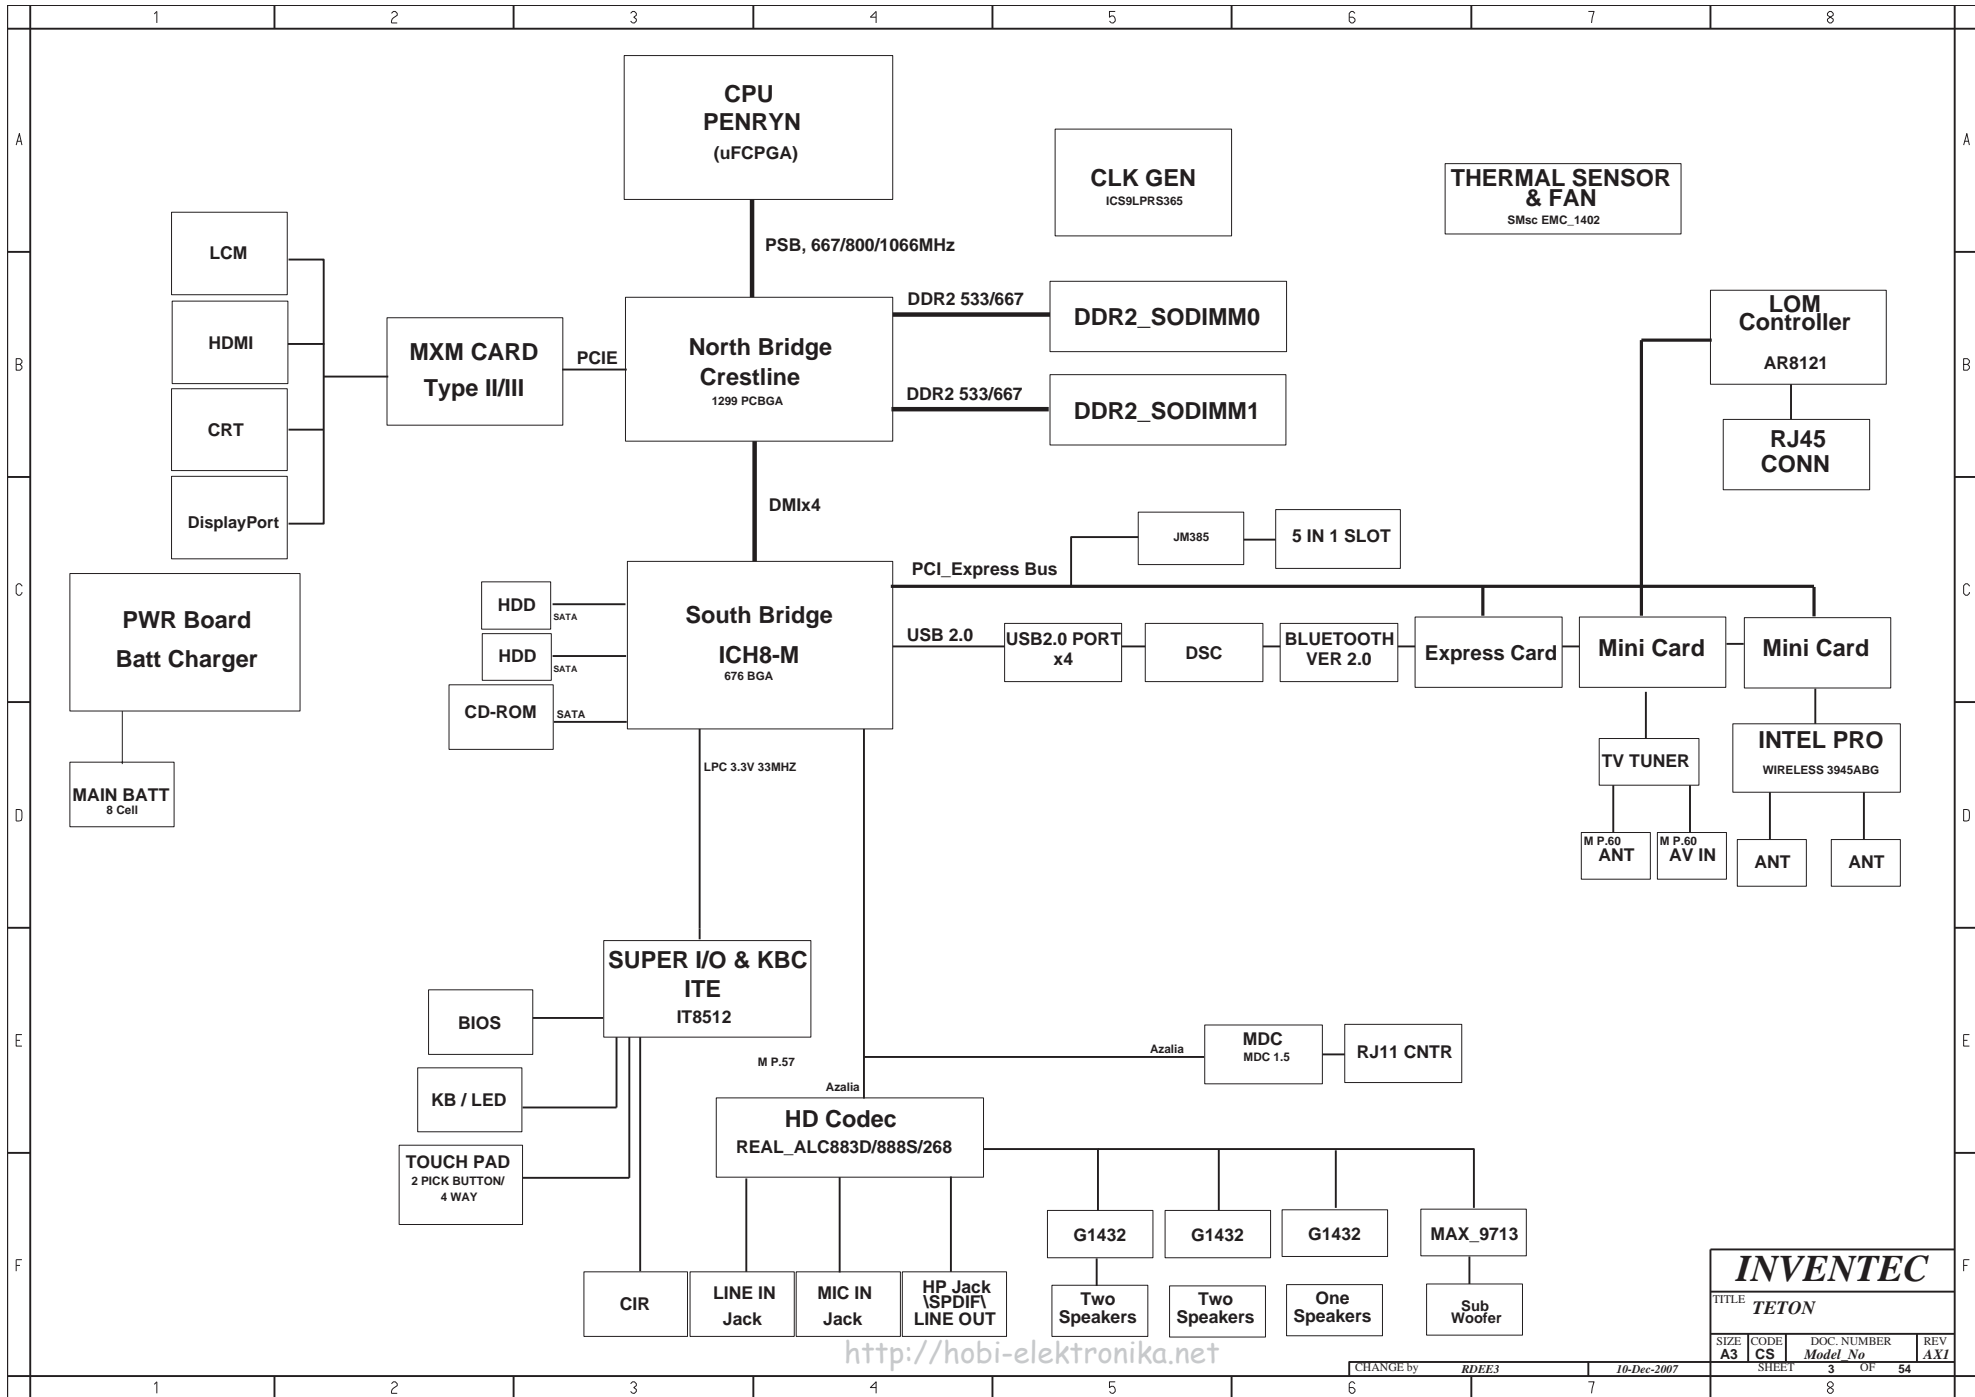 1 2 3 4 5 6 7 8
A
B
C
D
E
F
A
B
C
D
E
F
CPU
PENRYN
(uFCPGA)
CLK GEN
ICS9LPRS365
THERMAL SENSOR
& FAN
SMsc EMC_1402
PSB, 667/800/1066MHz
LCM
HDMI
CRT
DisplayPort
MXM CARD
Type II/III
PCIE
North Bridge
Crestline
1299 PCBGA
DDR2 533/667
DDR2_SODIMM0
DDR2 533/667
DDR2_SODIMM1
LOM
Controller
AR8121
RJ45
CONN
DMIx4
JM385
5 IN 1 SLOT
PCI_Express Bus
PWR Board
Batt Charger
MAIN BATT
8 Cell
HDD
SATA
HDD
SATA
CD-ROM
SATA
South Bridge
ICH8-M
676 BGA
USB 2.0
USB2.0 PORT
x4
DSC
BLUETOOTH
VER 2.0
Express Card
Mini Card
Mini Card
TV TUNER
INTEL PRO
WIRELESS 3945ABG
M P.60
ANT
M P.60
AV IN
ANT
ANT
LPC 3.3V 33MHZ
SUPER I/O & KBC
ITE
IT8512
BIOS
KB / LED
TOUCH PAD
2 PICK BUTTON/
4 WAY
M P.57
Azalia
Azalia
MDC
MDC 1.5
RJ11 CNTR
HD Codec
REAL_ALC883D/888S/268
G1432
G1432
G1432
MAX_9713
CIR
LINE IN
Jack
MIC IN
Jack
HP Jack
\SPDIF\
LINE OUT
Two
Speakers
Two
Speakers
One
Speakers
Sub
Woofer
http://hobi-elektronika.net
INVENTEC
TITLE
TETON
SIZE CODE DOC. NUMBER REV
A3 CS Model_No AX1
CHANGE by RDEE3 10-Dec-2007 SHEET 3 OF 54
1 2 3 4 5 6 7 8